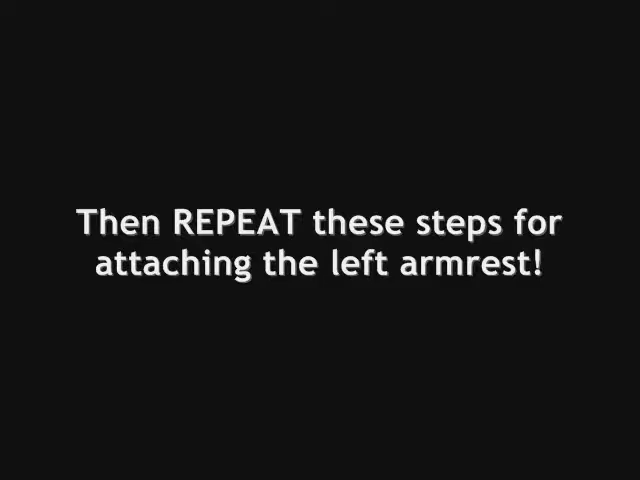 Then REPEAT these steps for
attaching the left armrest!